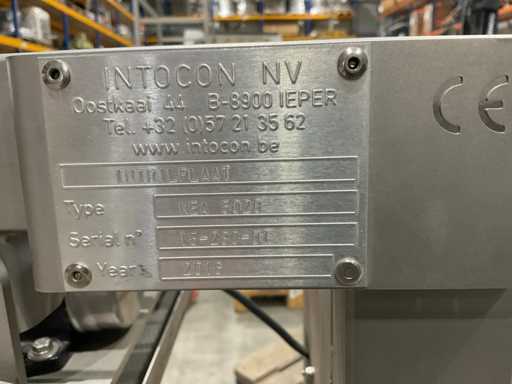 INTOCON NV
Oostkaai 44 B-8900 IEPER
Tel. +32 (0)57 21 35 62
www.intocon.be
Type
Serial n°
Year
CE